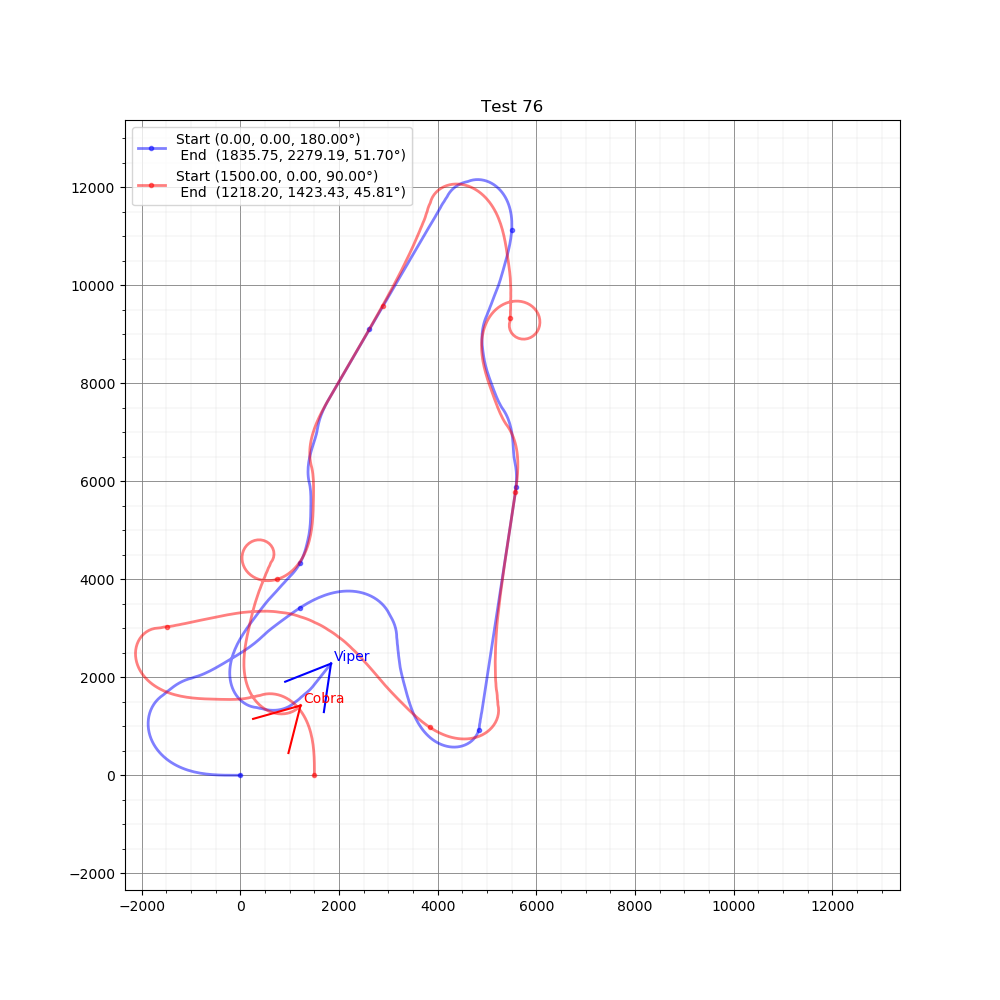 Test 76
Start (0.00, 0.00, 180.00°)
End  (1835.75, 2279.19, 51.70°)
Start (1500.00, 0.00, 90.00°)
End  (1218.20, 1423.43, 45.81°)
12000
10000
8000
6000
4000
2000
0
−2000
Viper
Cobra
−2000 0 2000 4000 6000 8000 10000 12000